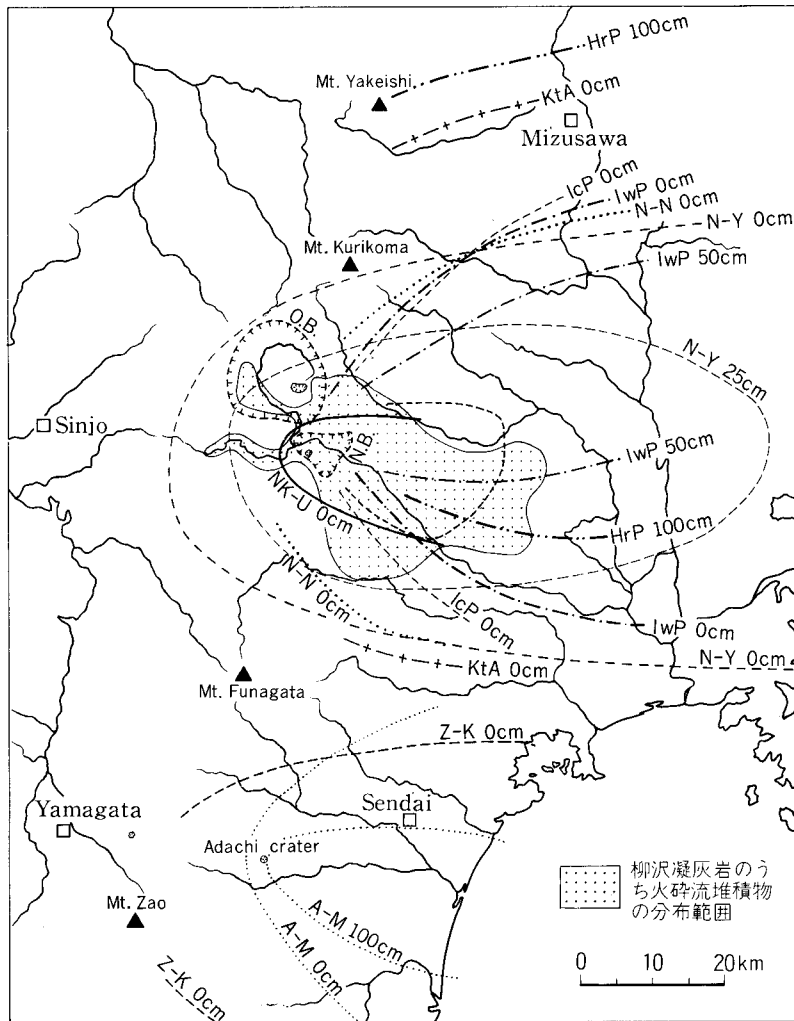 HrP 100cm
Mt. Yakeishi
KtA 0cm
Mizusawa
IcP 0cm
IwP 0cm
N-N 0cm
N-Y 0cm
Mt. Kurikoma
IwP 50cm
O.B.
N-Y 25cm
Sinjo
N.B.
IwP 50cm
NK-U 0cm
HrP 100cm
N-N 0cm
IcP 0cm
IwP 0cm
N-Y 0cm
KtA 0cm
Mt. Funagata
Z-K 0cm
Yamagata
Sendai
Adachi crater
柳沢凝灰岩のう
ち火砕流堆積物
の分布範囲
Mt. Zao
A-M 100cm
A-M 0cm
Z-K 0cm
0 10 20km